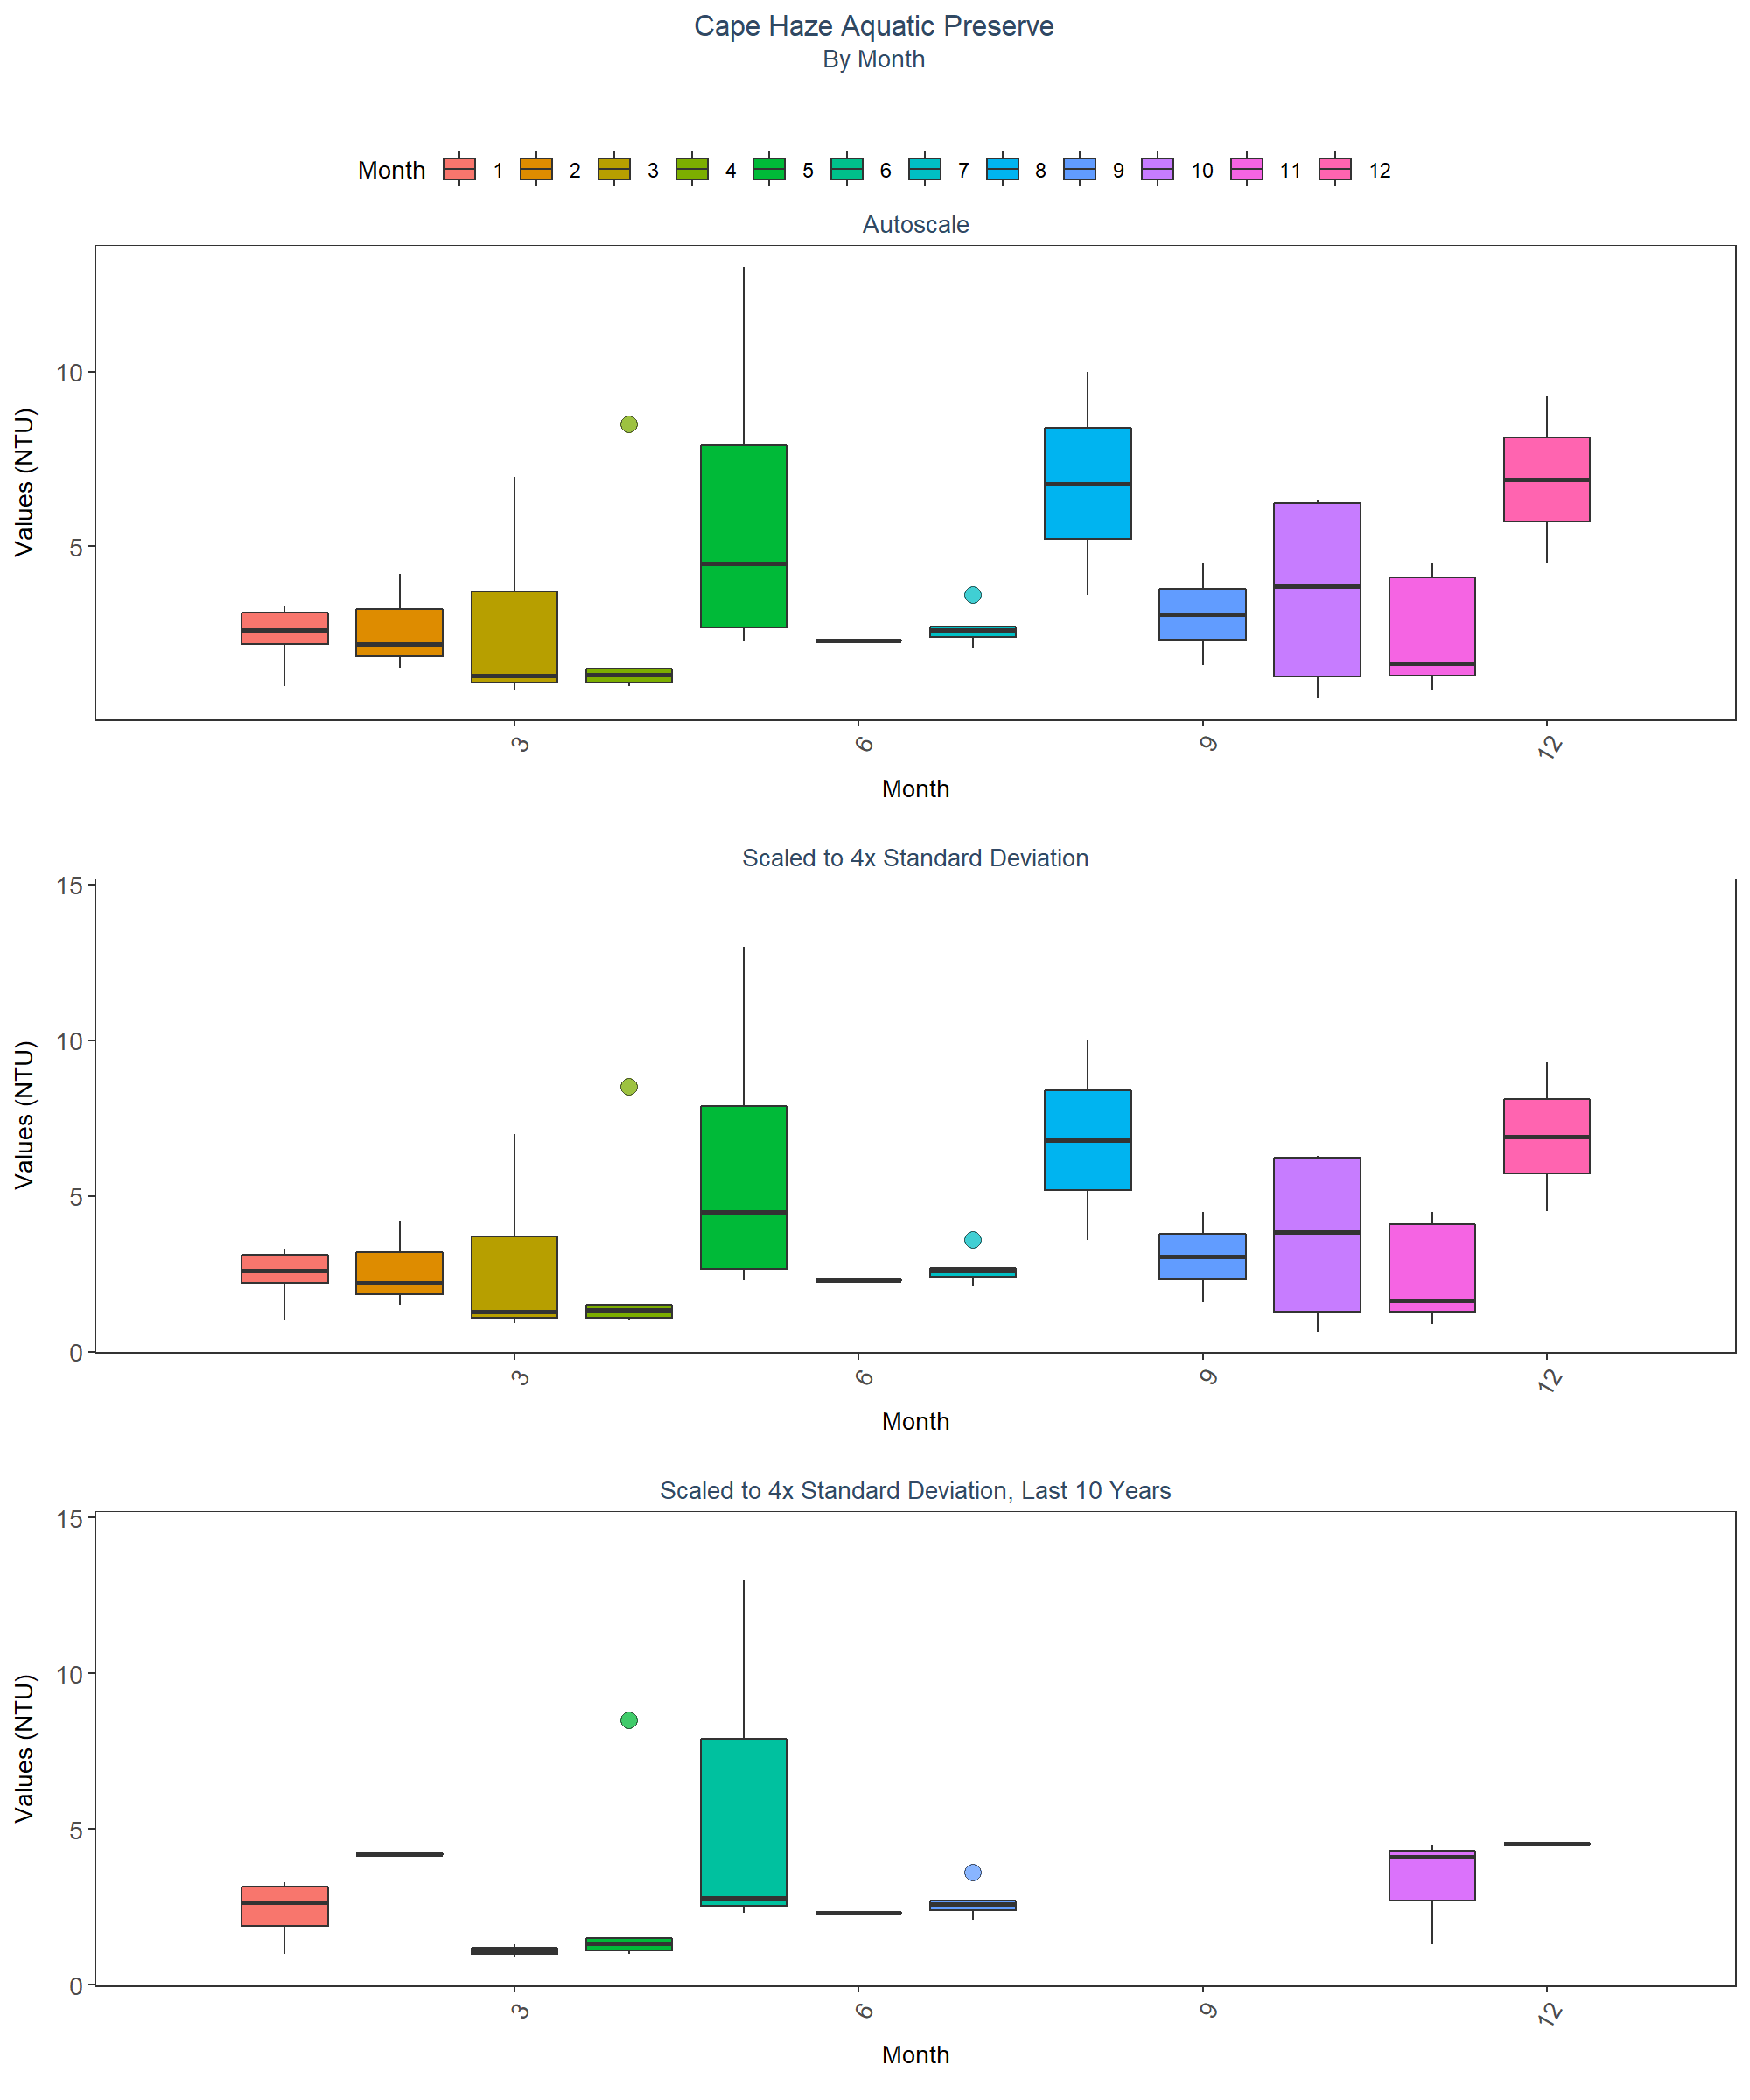 Cape Haze Aquatic Preserve
By Month
Month 1 2 3 4 5 6 7 8 9 10 11 12
Autoscale
Values (NTU)
10
5
3 6 9 12
Month
Scaled to 4x Standard Deviation
Values (NTU)
15
10
5
0
3 6 9 12
Month
Scaled to 4x Standard Deviation, Last 10 Years
Values (NTU)
15
10
5
0
3 6 9 12
Month